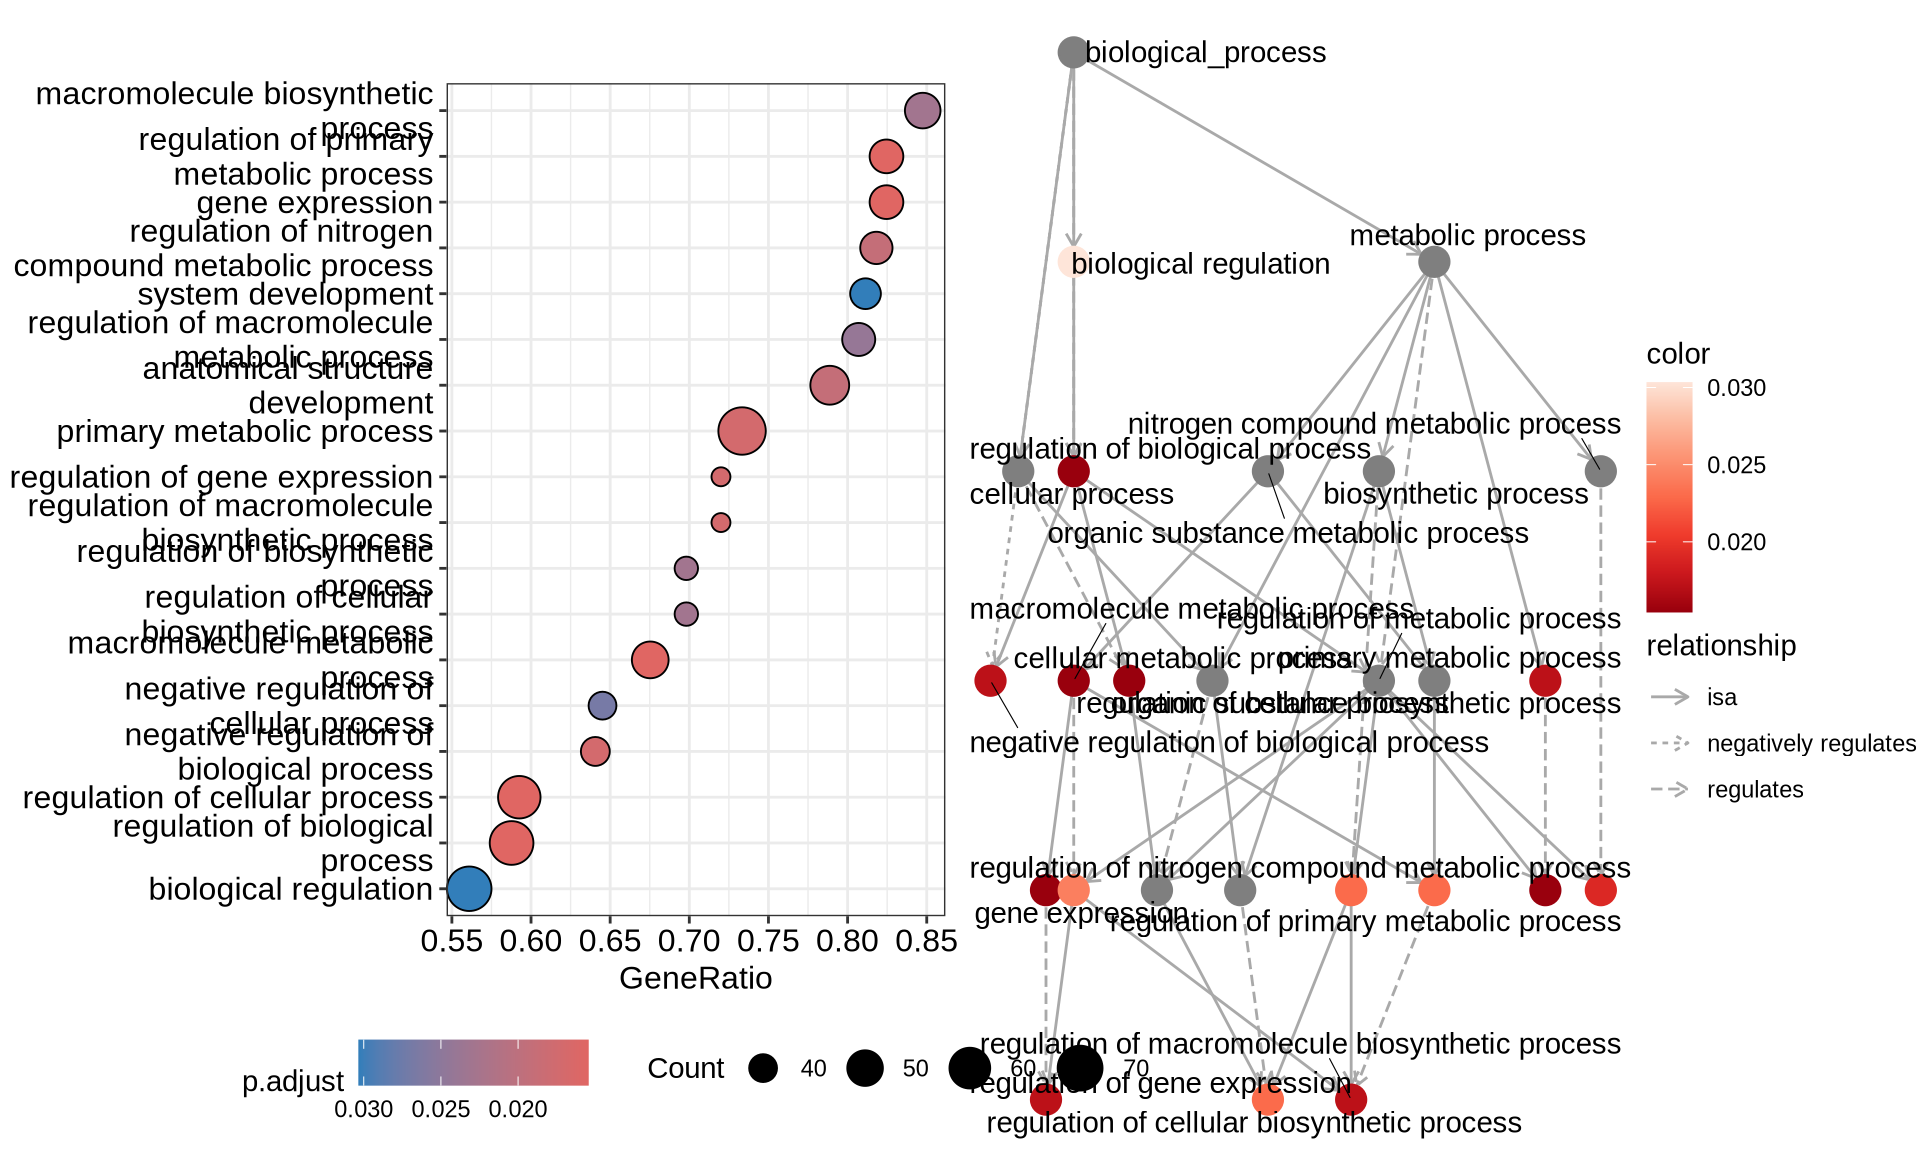 macromolecule biosynthetic
process
regulation of primary
metabolic process
gene expression
regulation of nitrogen
compound metabolic process
system development
regulation of macromolecule
metabolic process
anatomical structure
development
primary metabolic process
regulation of gene expression
regulation of macromolecule
biosynthetic process
regulation of biosynthetic
process
regulation of cellular
biosynthetic process
macromolecule metabolic
process
negative regulation of
cellular process
negative regulation of
biological process
regulation of cellular process
regulation of biological
process
biological regulation
0.55 0.60 0.65 0.70 0.75 0.80 0.85
GeneRatio
p.adjust
0.030 0.025 0.020
Count 40 50 60 70
biological_process
metabolic process
biological regulation
nitrogen compound metabolic process
regulation of biological process
cellular process
biosynthetic process
organic substance metabolic process
macromolecule metabolic process
regulation of metabolic process
cellular metabolic process
primary metabolic process
regulation of cellular process
organic substance biosynthetic process
negative regulation of biological process
regulation of nitrogen compound metabolic process
gene expression
regulation of primary metabolic process
regulation of macromolecule biosynthetic process
regulation of gene expression
regulation of cellular biosynthetic process
color
0.030
0.025
0.020
relationship
isa
negatively regulates
regulates